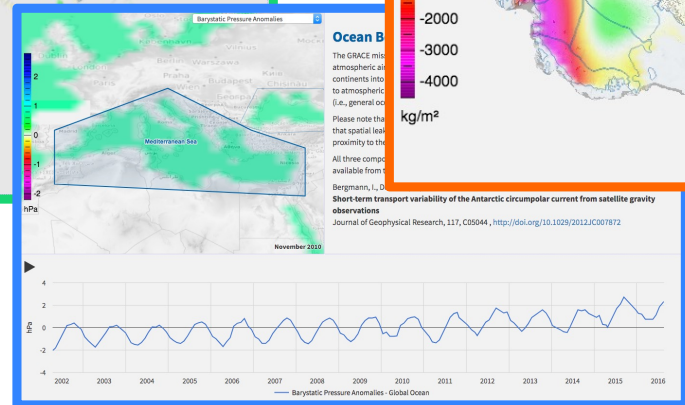 Barystatic Pressure Anomalies
-2000
-3000
-4000
kg/m²
Warszawa
Praha
Budapest
Mediterranean Sea
2
1
0
-1
-2
hPa
November 2010
Ocean B
The GRACE miss
atmospheric air
continents into
to atmospheric
(i.e., general oc
Please note tha
that spatial leak
proximity to the
All three compo
available from t
Bergmann, I., D
Short-term transport variability of the Antarctic circumpolar current from satellite gravity
observations
Journal of Geophysical Research, 117, C05044 , http://doi.org/10.1029/2012JC007872
4
2
0
-2
-4
hPa
2002 2003 2004 2005 2006 2007 2008 2009 2010 2011 2012 2013 2014 2015 2016
Barystatic Pressure Anomalies - Global Ocean